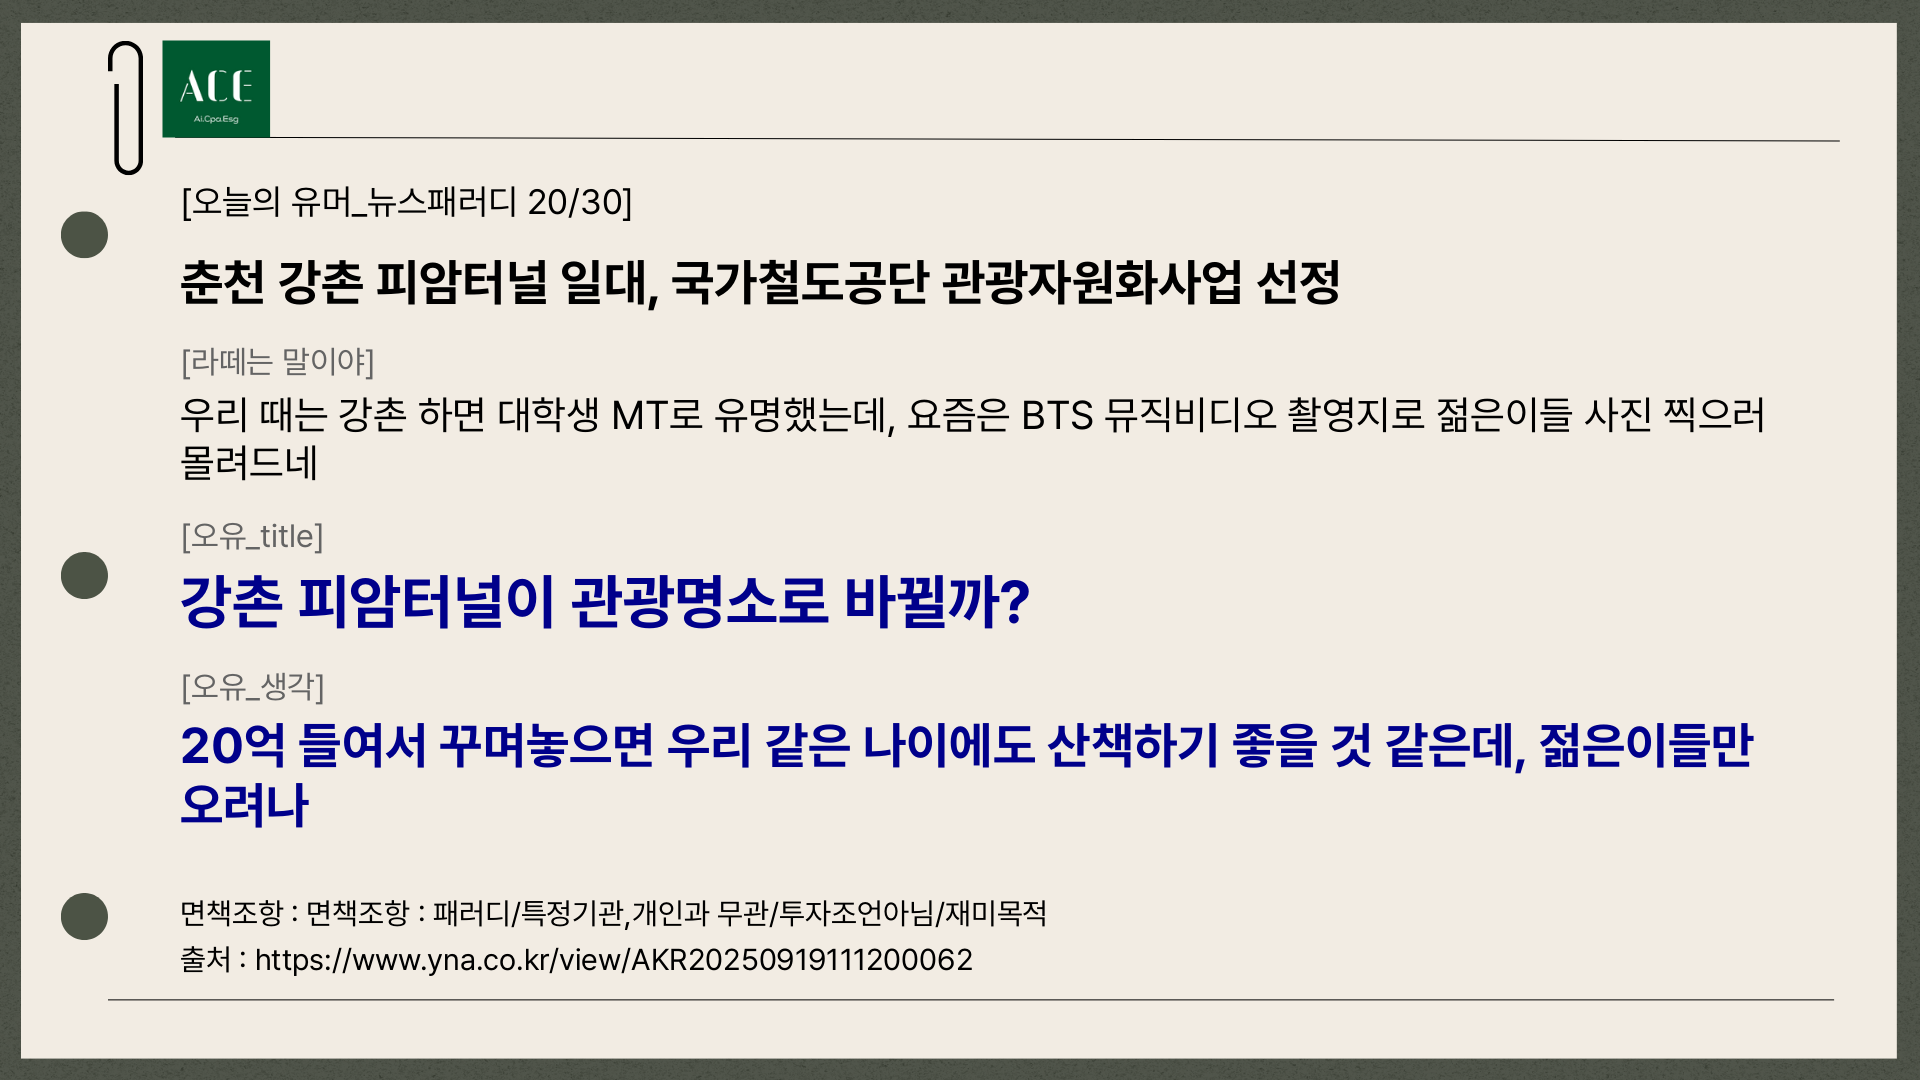 ACE
Ai.Cpa.Esg
[오늘의 유머_뉴스패러디 20/30]
춘천 강촌 피암터널 일대, 국가철도공단 관광자원화사업 선정
[라떼는 말이야]
우리 때는 강촌 하면 대학생 MT로 유명했는데, 요즘은 BTS 뮤직비디오 촬영지로 젊은이들 사진 찍으러
몰려드네
[오유_title]
강촌 피암터널이 관광명소로 바뀔까?
[오유_생각]
20억 들여서 꾸며놓으면 우리 같은 나이에도 산책하기 좋을 것 같은데, 젊은이들만
오려나
면책조항 : 면책조항 : 패러디/특정기관,개인과 무관/투자조언아님/재미목적
출처 : https://www.yna.co.kr/view/AKR20250919111200062